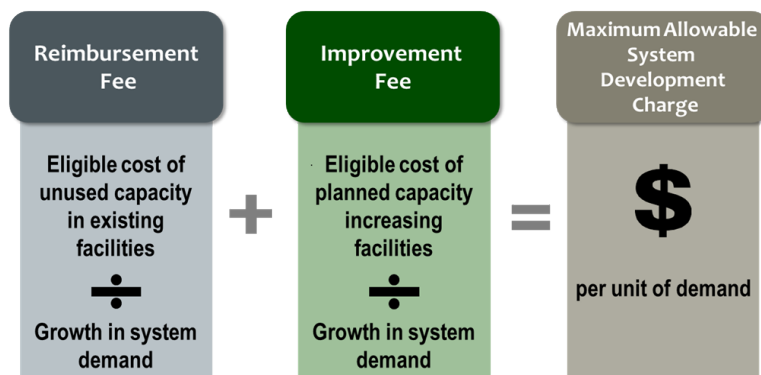 Reimbursement
Fee
Eligible cost of
unused capacity
in existing
facilities
÷
Growth in system
demand
+
Improvement
Fee
Eligible cost of
planned capacity
increasing
facilities
÷
Growth in system
demand
=
Maximum Allowable
System
Development
Charge
$
per unit of demand